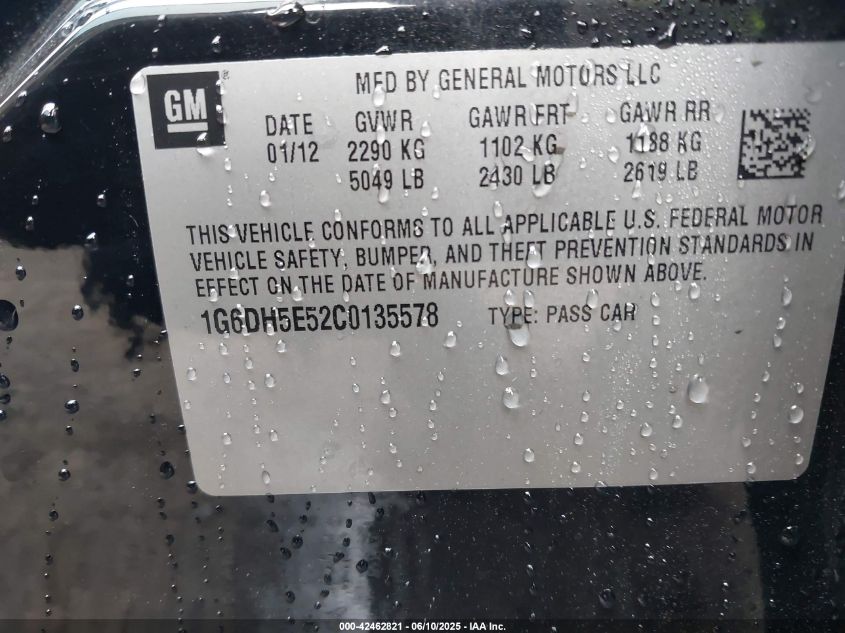 GM
®
MFD BY GENERAL MOTORS LLC
DATE GVWR GAWR FRT GAWR RR
01/12 2290 KG 1102 KG 1188 KG
5049 LB 2430 LB 2619 LB
THIS VEHICLE CONFORMS TO ALL APPLICABLE U.S. FEDERAL MOTOR
VEHICLE SAFETY, BUMPER, AND THEFT PREVENTION STANDARDS IN
EFFECT ON THE DATE OF MANUFACTURE SHOWN ABOVE.
1G6DH5E52C0135578 TYPE: PASS CAR
000-42462821 - 06/10/2025 - IAA Inc.